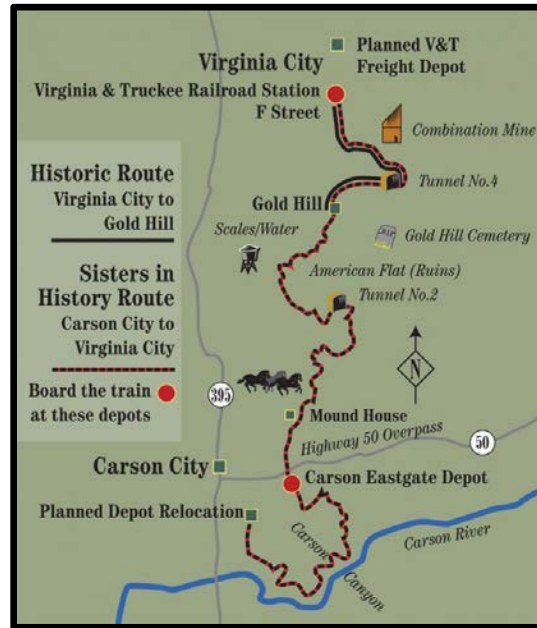 Planned V&T
Freight Depot
Virginia City
Virginia & Truckee Railroad Station
F Street
Combination Mine
Historic Route
Virginia City to
Gold Hill
Tunnel No.4
Gold Hill
Scales/Water
R.I.P.
Gold Hill Cemetery
Sisters in
History Route
Carson City to
Virginia City
American Flat (Ruins)
Tunnel No.2
N
Board the train
at these depots
395
Mound House
Highway 50 Overpass
50
Carson City
Carson Eastgate Depot
Planned Depot Relocation
Carson River
Carson
Canyon